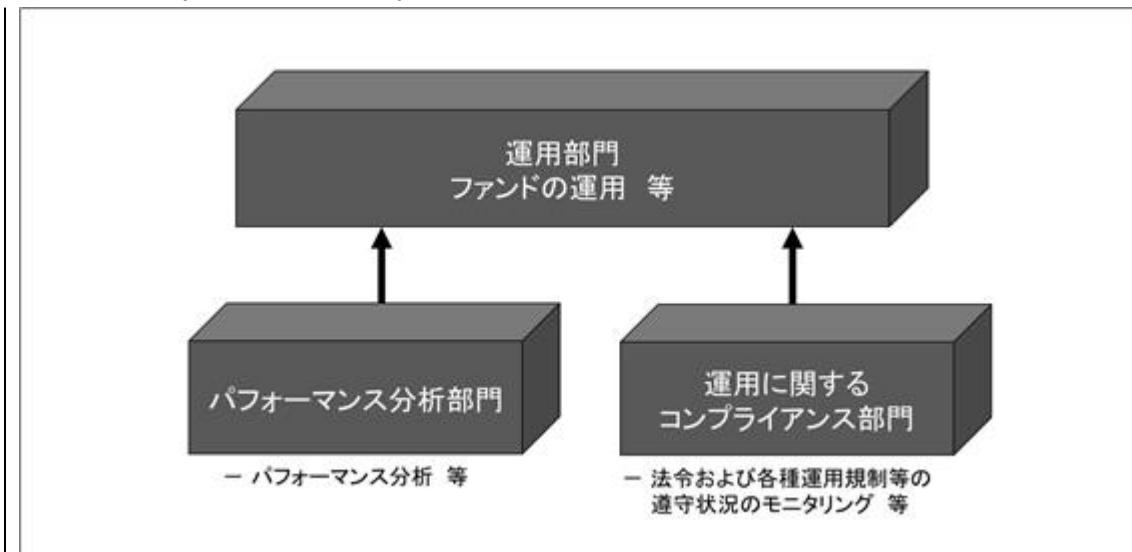 運用部門
ファンドの運用　等
パフォーマンス分析部門
－ パフォーマンス分析 等
運用に関する
コンプライアンス部門
－ 法令および各種運用規制等の
遵守状況のモニタリング 等